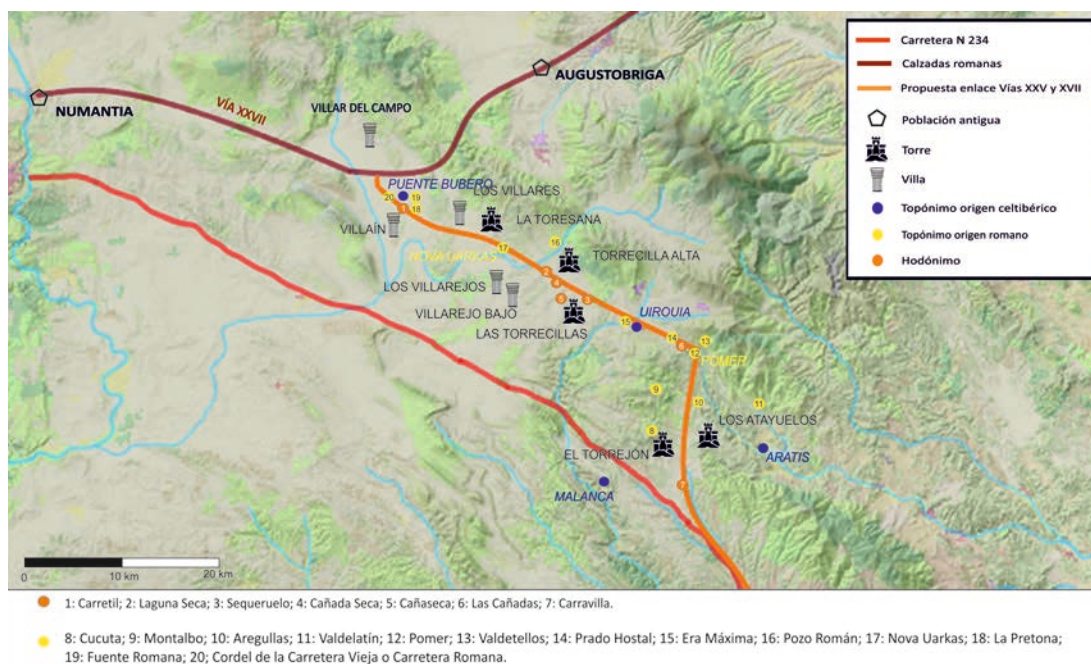 Carretera N 234
Calzadas romanas
Propuesta enlace Vías XXV y XVII
Población antigua
Torre
Villa
Topónimo origen celtibérico
Topónimo origen romano
Hodónimo
AUGUSTOBRIGA
NUMANTIA
VÍA XXVII
VILLAR DEL CAMPO
PUENTE BUBERO
20
19
1
18
LOS VILLARES
VILLAÍN
LA TORESANA
17
16
NOVA UARKAS
TORRECILLA ALTA
2
4
LOS VILLAREJOS
5
3
VILLAREJO BAJO
UIROUIA
15
LAS TORRECILLAS
14
13
6
12
POMER
9
10
11
LOS ATAYUELOS
8
EL TORREJÓN
ARATIS
7
MALANCA
0
10 km
20 km
1: Carretil; 2: Laguna Seca; 3: Sequeruelo; 4: Cañada Seca; 5: Cañaseca; 6: Las Cañadas; 7: Carravilla.
8: Cucuta; 9: Montalbo; 10: Aregullas; 11: Valdelatín; 12: Pomer; 13: Valdetellos; 14: Prado Hostal; 15: Era Máxima; 16: Pozo Román; 17: Nova Uarkas; 18: La Pretona;
19: Fuente Romana; 20; Cordel de la Carretera Vieja o Carretera Romana.